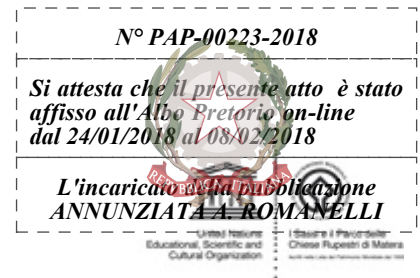 N° PAP-00223-2018
Si attesta che il presente atto è stato
affisso all'Albo Pretorio on-line
dal 24/01/2018 al 08/02/2018
L'incaricato della pubblicazione
ANNUNZIATA A. ROMANELLI
REPUBBLICA ITALIANA
United Nations
Educational, Scientific and
Cultural Organization
I Sassi e il Parco delle
Chiese Rupestri di Matera